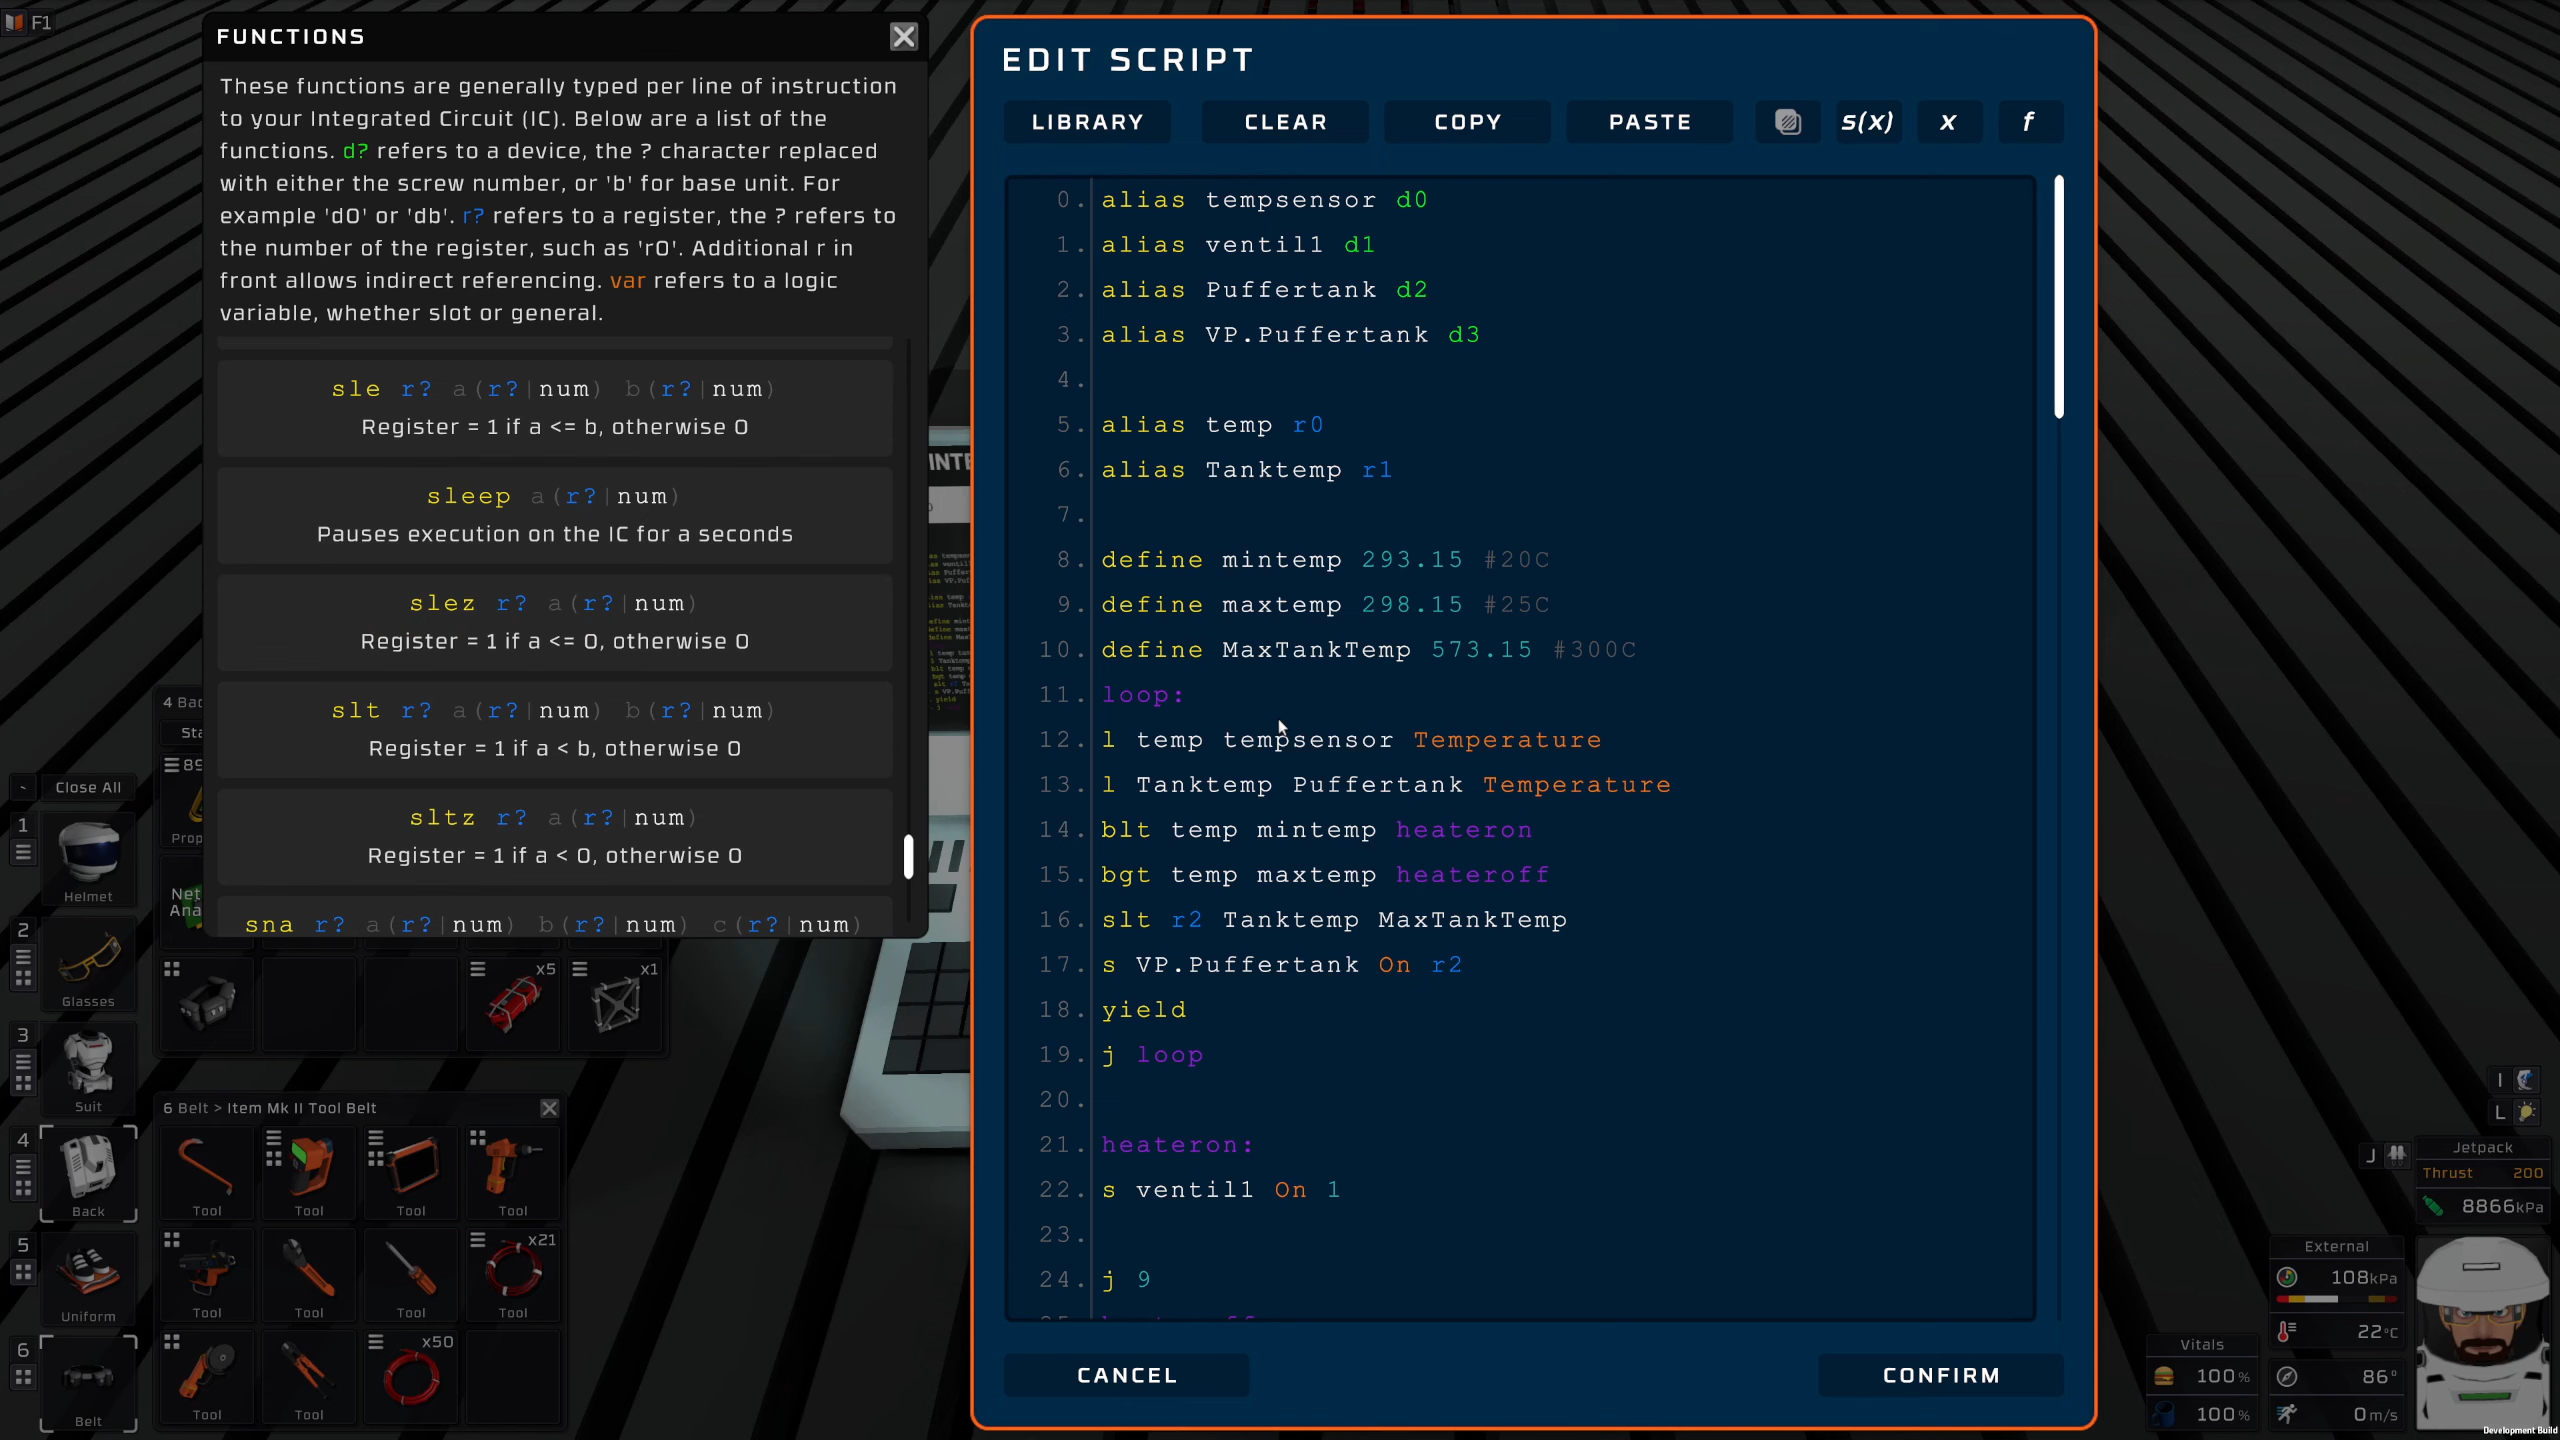 F1
FUNCTIONS
These functions are generally typed per line of instruction
to your Integrated Circuit (IC). Below are a list of the
functions. d? refers to a device, the ? character replaced
with either the screw number, or 'b' for base unit. For
example 'd0' or 'db'. r? refers to a register, the ? refers to
the number of the register, such as 'r0'. Additional r in
front allows indirect referencing. var refers to a logic
variable, whether slot or general.
sle r? a(r?|num) b(r?|num)
Register = 1 if a <= b, otherwise 0
sleep a(r?|num)
Pauses execution on the IC for a seconds
slez r? a(r?|num)
Register = 1 if a <= 0, otherwise 0
slt r? a(r?|num) b(r?|num)
Register = 1 if a < b, otherwise 0
sltz r? a(r?|num)
Register = 1 if a < 0, otherwise 0
sna r? a(r?|num) b(r?|num) c(r?|num)
EDIT SCRIPT
LIBRARY CLEAR COPY PASTE s(x) x f
0. alias tempsensor d0
1. alias ventil1 d1
2. alias Puffertank d2
3. alias VP.Puffertank d3
4.
5. alias temp r0
6. alias Tanktemp r1
7.
8. define mintemp 293.15 #20C
9. define maxtemp 298.15 #25C
10. define MaxTankTemp 573.15 #300C
11. loop:
12. l temp tempsensor Temperature
13. l Tanktemp Puffertank Temperature
14. blt temp mintemp heateron
15. bgt temp maxtemp heateroff
16. slt r2 Tanktemp MaxTankTemp
17. s VP.Puffertank On r2
18. yield
19. j loop
20.
21. heateron:
22. s ventil1 On 1
23.
24. j 9
CANCEL CONFIRM
~ Close All
1 Helmet
2 Glasses
3 Suit
4 Back
5 Uniform
6 Belt
x5 x1
6 Belt > Item Mk II Tool Belt
Tool Tool Tool Tool
x21
Tool Tool Tool Tool
x50
Tool Tool
I
L
J
Jetpack
Thrust 200
8866kPa
External
108kPa
22°C
86°
0m/s
Vitals
100%
100%
Development Build